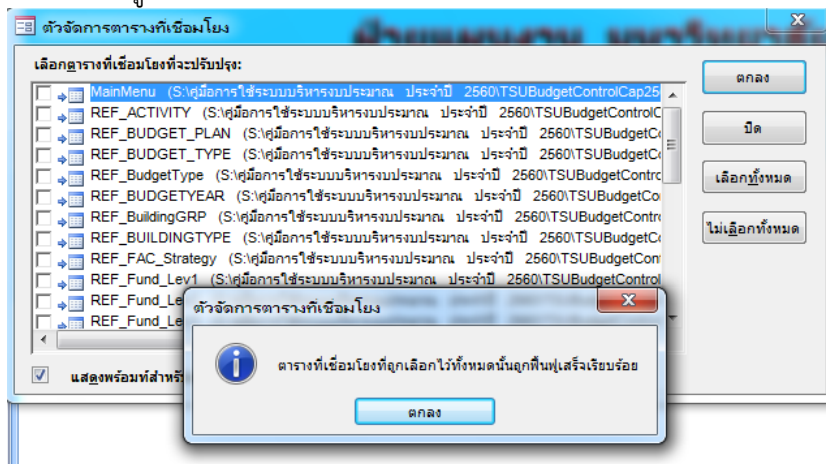 ตัวจัดการตารางที่เชื่อมโยง
เลือกตารางที่เชื่อมโยงที่จะปรับปรุง:
MainMenu (S:\คู่มือการใช้ระบบบริหารงบประมาณ ประจำปี 2560\TSUBudgetControlCap25
REF_ACTIVITY (S:\คู่มือการใช้ระบบบริหารงบประมาณ ประจำปี 2560\TSUBudgetControlC
REF_BUDGET_PLAN (S:\คู่มือการใช้ระบบบริหารงบประมาณ ประจำปี 2560\TSUBudgetCo
REF_BUDGET_TYPE (S:\คู่มือการใช้ระบบบริหารงบประมาณ ประจำปี 2560\TSUBudgetCo
REF_BudgetType (S:\คู่มือการใช้ระบบบริหารงบประมาณ ประจำปี 2560\TSUBudgetContro
REF_BUDGETYEAR (S:\คู่มือการใช้ระบบบริหารงบประมาณ ประจำปี 2560\TSUBudgetCo
REF_BuildingGRP (S:\คู่มือการใช้ระบบบริหารงบประมาณ ประจำปี 2560\TSUBudgetContro
REF_BUILDINGTYPE (S:\คู่มือการใช้ระบบบริหารงบประมาณ ประจำปี 2560\TSUBudgetCo
REF_FAC_Strategy (S:\คู่มือการใช้ระบบบริหารงบประมาณ ประจำปี 2560\TSUBudgetCon
REF_Fund_Lev1 (S:\คู่มือการใช้ระบบบริหารงบประมาณ ประจำปี 2560\TSUBudgetControl
REF_Fund_Le
REF_Fund_Le
ตกลง
ปิด
เลือกทั้งหมด
ไม่เลือกทั้งหมด
แสดงพร้อมท์สำหรั
ตัวจัดการตารางที่เชื่อมโยง
ตารางที่เชื่อมโยงที่ถูกเลือกไว้ทั้งหมดนั้นถูกฟื้นฟูเสร็จเรียบร้อย
ตกลง